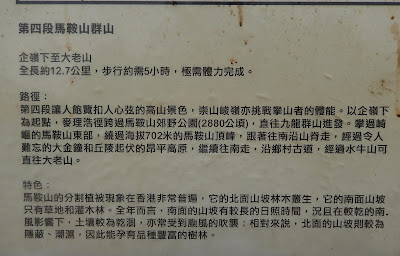 第四段馬鞍山群山
企嶺下至大老山
全長約12.7公里，步行約需5小時，極需體力完成。
路徑：
第四段讓人飽覽扣人心弦的高山景色，崇山峻嶺亦挑戰攀山者的體能。以企嶺下
為起點，麥理浩徑跨過馬鞍山郊野公園(2880公頃)，直往九龍群山進發。攀過崎
嶇的馬鞍山東部，繞過海拔702米的馬鞍山頂峰，跟著往南沿山脊走，經過令人
難忘的大金鐘和丘陵起伏的昂平高原，繼續往南走，沿鄉村古道，經過水牛山可
直往大老山。
特色：
馬鞍山的分割植被現象在香港非常普遍，它的北面山坡林木叢生，它的南面山坡
只有草地和灌木林。全年而言，南面的山坡有較長的日照時間，況且在較乾的南.
風影響下，土壤較為乾涸，亦常受到颱風的吹襲；相對來說，北面的山坡則較為
隱蔽、潮濕，因此能孕育品種豐富的樹林。